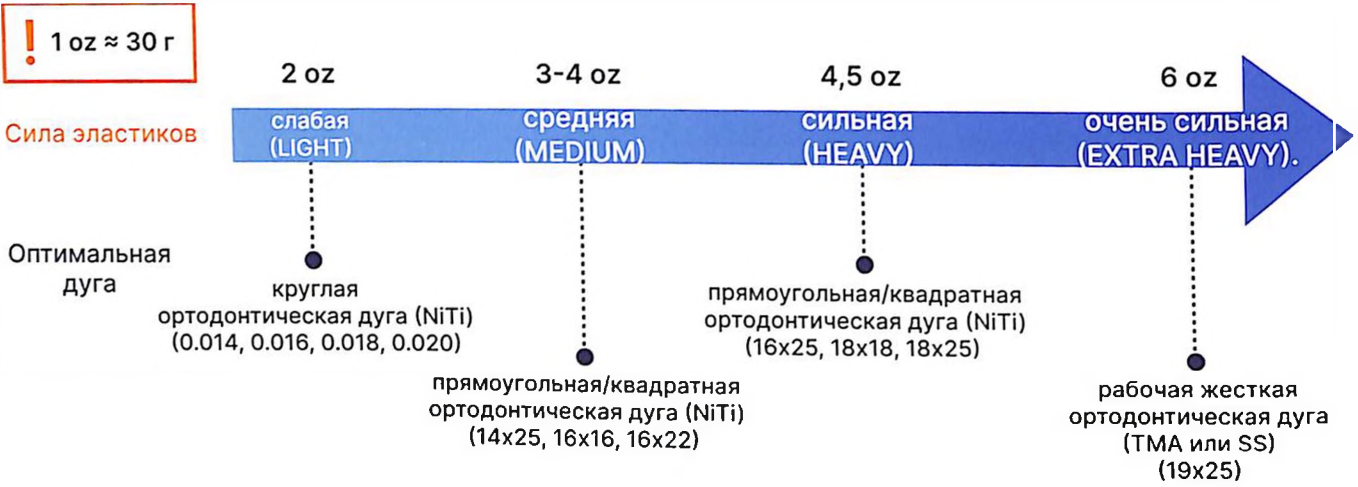 ! 1 oz ≈ 30 г
2 oz
3-4 oz
4,5 oz
6 oz
Сила эластиков
слабая
(LIGHT)
средняя
(MEDIUM)
сильная
(HEAVY)
очень сильная
(EXTRA HEAVY).
Оптимальная
дуга
круглая
ортодонтическая дуга (NiTi)
(0.014, 0.016, 0.018, 0.020)
прямоугольная/квадратная
ортодонтическая дуга (NiTi)
(14x25, 16x16, 16x22)
прямоугольная/квадратная
ортодонтическая дуга (NiTi)
(16x25, 18x18, 18x25)
рабочая жесткая
ортодонтическая дуга
(TMA или SS)
(19x25)